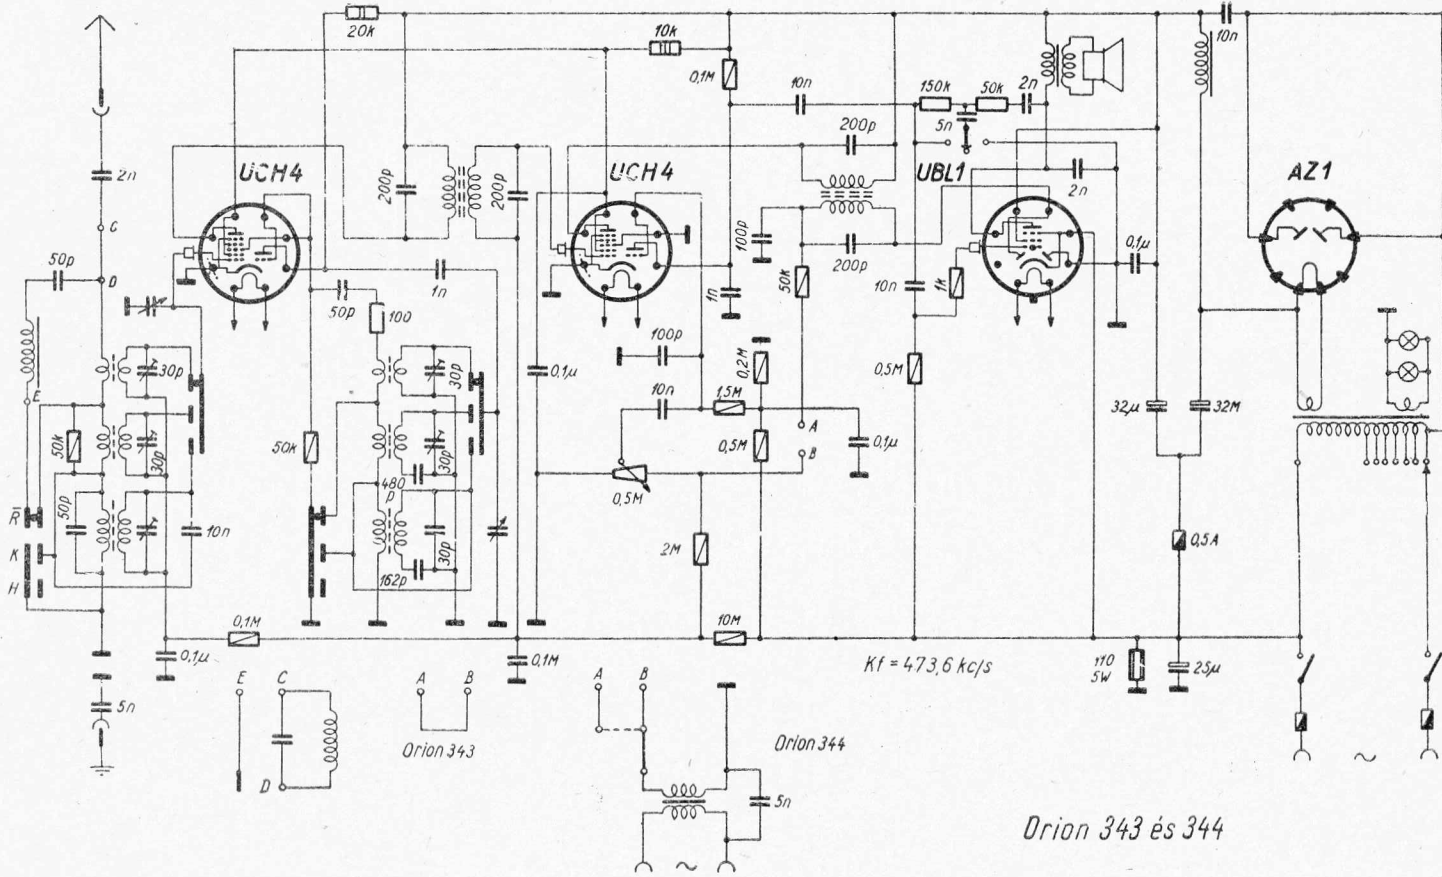 20k
10k
0,1M
10n
10n
150k
50k
2n
5n
200p
2n
UCH4
200p
200p
UCH4
UBL1
2n
AZ1
C
50p
D
100p
200p
0,1μ
1n
50p
100
1n
50k
10n
1k
30p
30p
0,1μ
100p
0,2M
0,5M
E
10n
1,5M
A
32μ
32M
50k
30p
50k
30p
0,5M
B
0,1μ
480
p
0,5M
R
50p
10n
0,5A
K
30p
2M
H
162p
0,1M
10M
0,1μ
0,1M
Kf = 473,6 kc/s
110
5W
25μ
5n
E
C
A
B
A
B
Orion 343
Orion 344
~
D
5n
Orion 343 és 344
~